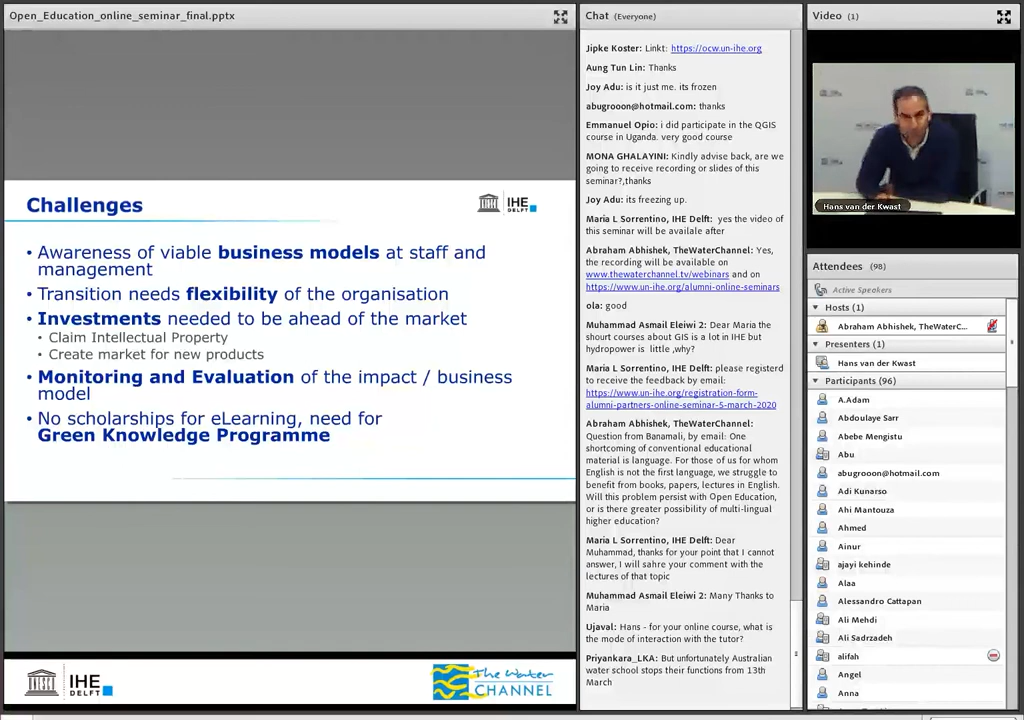 Open_Education_online_seminar_final.pptx
Challenges
IHE
DELFT
• Awareness of viable business models at staff and
management
• Transition needs flexibility of the organisation
• Investments needed to be ahead of the market
• Claim Intellectual Property
• Create market for new products
• Monitoring and Evaluation of the impact / business
model
• No scholarships for eLearning, need for
Green Knowledge Programme
IHE
DELFT
The Water
CHANNEL
Chat (Everyone)
Jipke Koster: Linkt: https://ocw.un-ihe.org
Aung Tun Lin: Thanks
Joy Adu: is it just me. its frozen
abugrooon@hotmail.com: thanks
Emmanuel Opio: i did participate in the QGIS
course in Uganda. very good course
MONA GHALAYINI: Kindly advise back, are we
going to receive recording or slides of this
seminar?,thanks
Joy Adu: its freezing up.
Maria L Sorrentino, IHE Delft: yes the video of
this seminar will be availale after
Abraham Abhishek, TheWaterChannel: Yes,
the recording will be available on
www.thewaterchannel.tv/webinars and on
https://www.un-ihe.org/alumni-online-seminars
ola: good
Muhammad Asmail Eleiwi 2: Dear Maria the
shourt courses about GIS is a lot in IHE but
hydropower is little ,why?
Maria L Sorrentino, IHE Delft: please registerd
to receive the feedback by email:
https://www.un-ihe.org/registration-form-
alumni-partners-online-seminar-5-march-2020
Abraham Abhishek, TheWaterChannel:
Question from Banamali, by email: One
shortcoming of conventional educational
material is language. For those of us for whom
English is not the first language, we struggle to
benefit from books, papers, lectures in English.
Will this problem persist with Open Education,
or is there greater possibility of multi-lingual
higher education?
Maria L Sorrentino, IHE Delft: Dear
Muhammad, thanks for your point that I cannot
answer, I will sahre your comment with the
lectures of that topic
Muhammad Asmail Eleiwi 2: Many Thanks to
Maria
Ujaval: Hans - for your online course, what is
the mode of interaction with the tutor?
Priyankara_LKA: But unfortunately Australian
water school stops their functions from 13th
March
Video (1)
Hans van der Kwast
Attendees (98)
Active Speakers
Hosts (1)
Abraham Abhishek, TheWaterC...
Presenters (1)
Hans van der Kwast
Participants (96)
A.Adam
Abdoulaye Sarr
Abebe Mengistu
Abu
abugrooon@hotmail.com
Adi Kunarso
Ahi Mantouza
Ahmed
Ainur
ajayi kehinde
Alaa
Alessandro Cattapan
Ali Mehdi
Ali Sadrzadeh
alifah
Angel
Anna